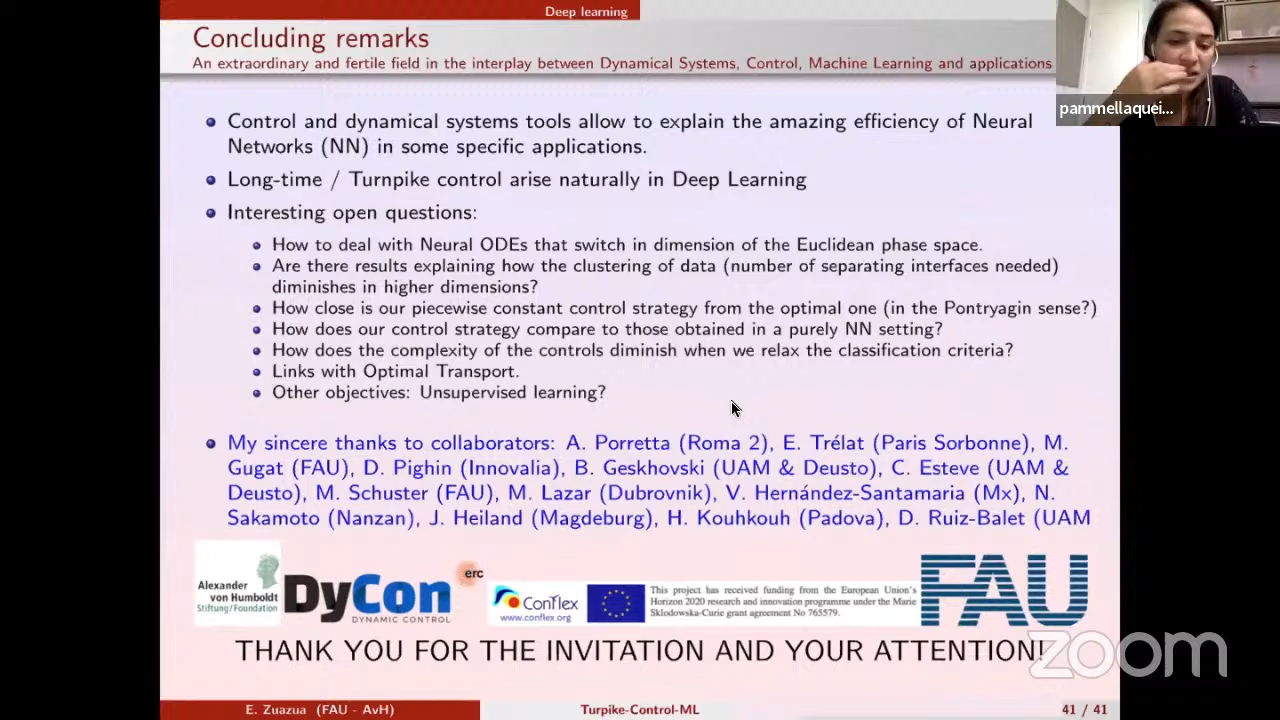 Deep learning
Concluding remarks
An extraordinary and fertile field in the interplay between Dynamical Systems, Control, Machine Learning and applications
pammellaquei...
Control and dynamical systems tools allow to explain the amazing efficiency of Neural
Networks (NN) in some specific applications.
Long-time / Turnpike control arise naturally in Deep Learning
Interesting open questions:
How to deal with Neural ODEs that switch in dimension of the Euclidean phase space.
Are there results explaining how the clustering of data (number of separating interfaces needed)
diminishes in higher dimensions?
How close is our piecewise constant control strategy from the optimal one (in the Pontryagin sense?)
How does our control strategy compare to those obtained in a purely NN setting?
How does the complexity of the controls diminish when we relax the classification criteria?
Links with Optimal Transport.
Other objectives: Unsupervised learning?
My sincere thanks to collaborators: A. Porretta (Roma 2), E. Trélat (Paris Sorbonne), M.
Gugat (FAU), D. Pighin (Innovalia), B. Geskhovski (UAM & Deusto), C. Esteve (UAM &
Deusto), M. Schuster (FAU), M. Lazar (Dubrovnik), V. Hernández-Santamaria (Mx), N.
Sakamoto (Nanzan), J. Heiland (Magdeburg), H. Kouhkouh (Padova), D. Ruiz-Balet (UAM
Alexander
von Humboldt
Stiftung/Foundation
DyCon
DYNAMIC CONTROL
erc
ConFlex
www.conflex.org
This project has received funding from the European Union's
Horizon 2020 research and innovation programme under the Marie
Sklodowska-Curie grant agreement No 765579.
FAU
THANK YOU FOR THE INVITATION AND YOUR ATTENTION!
zoom
E. Zuazua (FAU - AvH)
Turpike-Control-ML
41 / 41